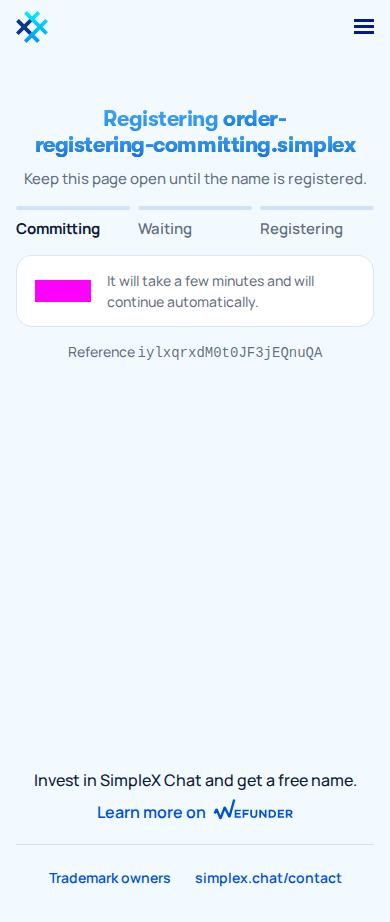 Registering order-
registering-committing.simplex
Keep this page open until the name is registered.
Committing
Waiting
Registering
It will take a few minutes and will
continue automatically.
Reference iylxqrxdM0t0JF3jEQnuQA
Invest in SimpleX Chat and get a free name.
Learn more on WEFUNDER
Trademark owners
simplex.chat/contact